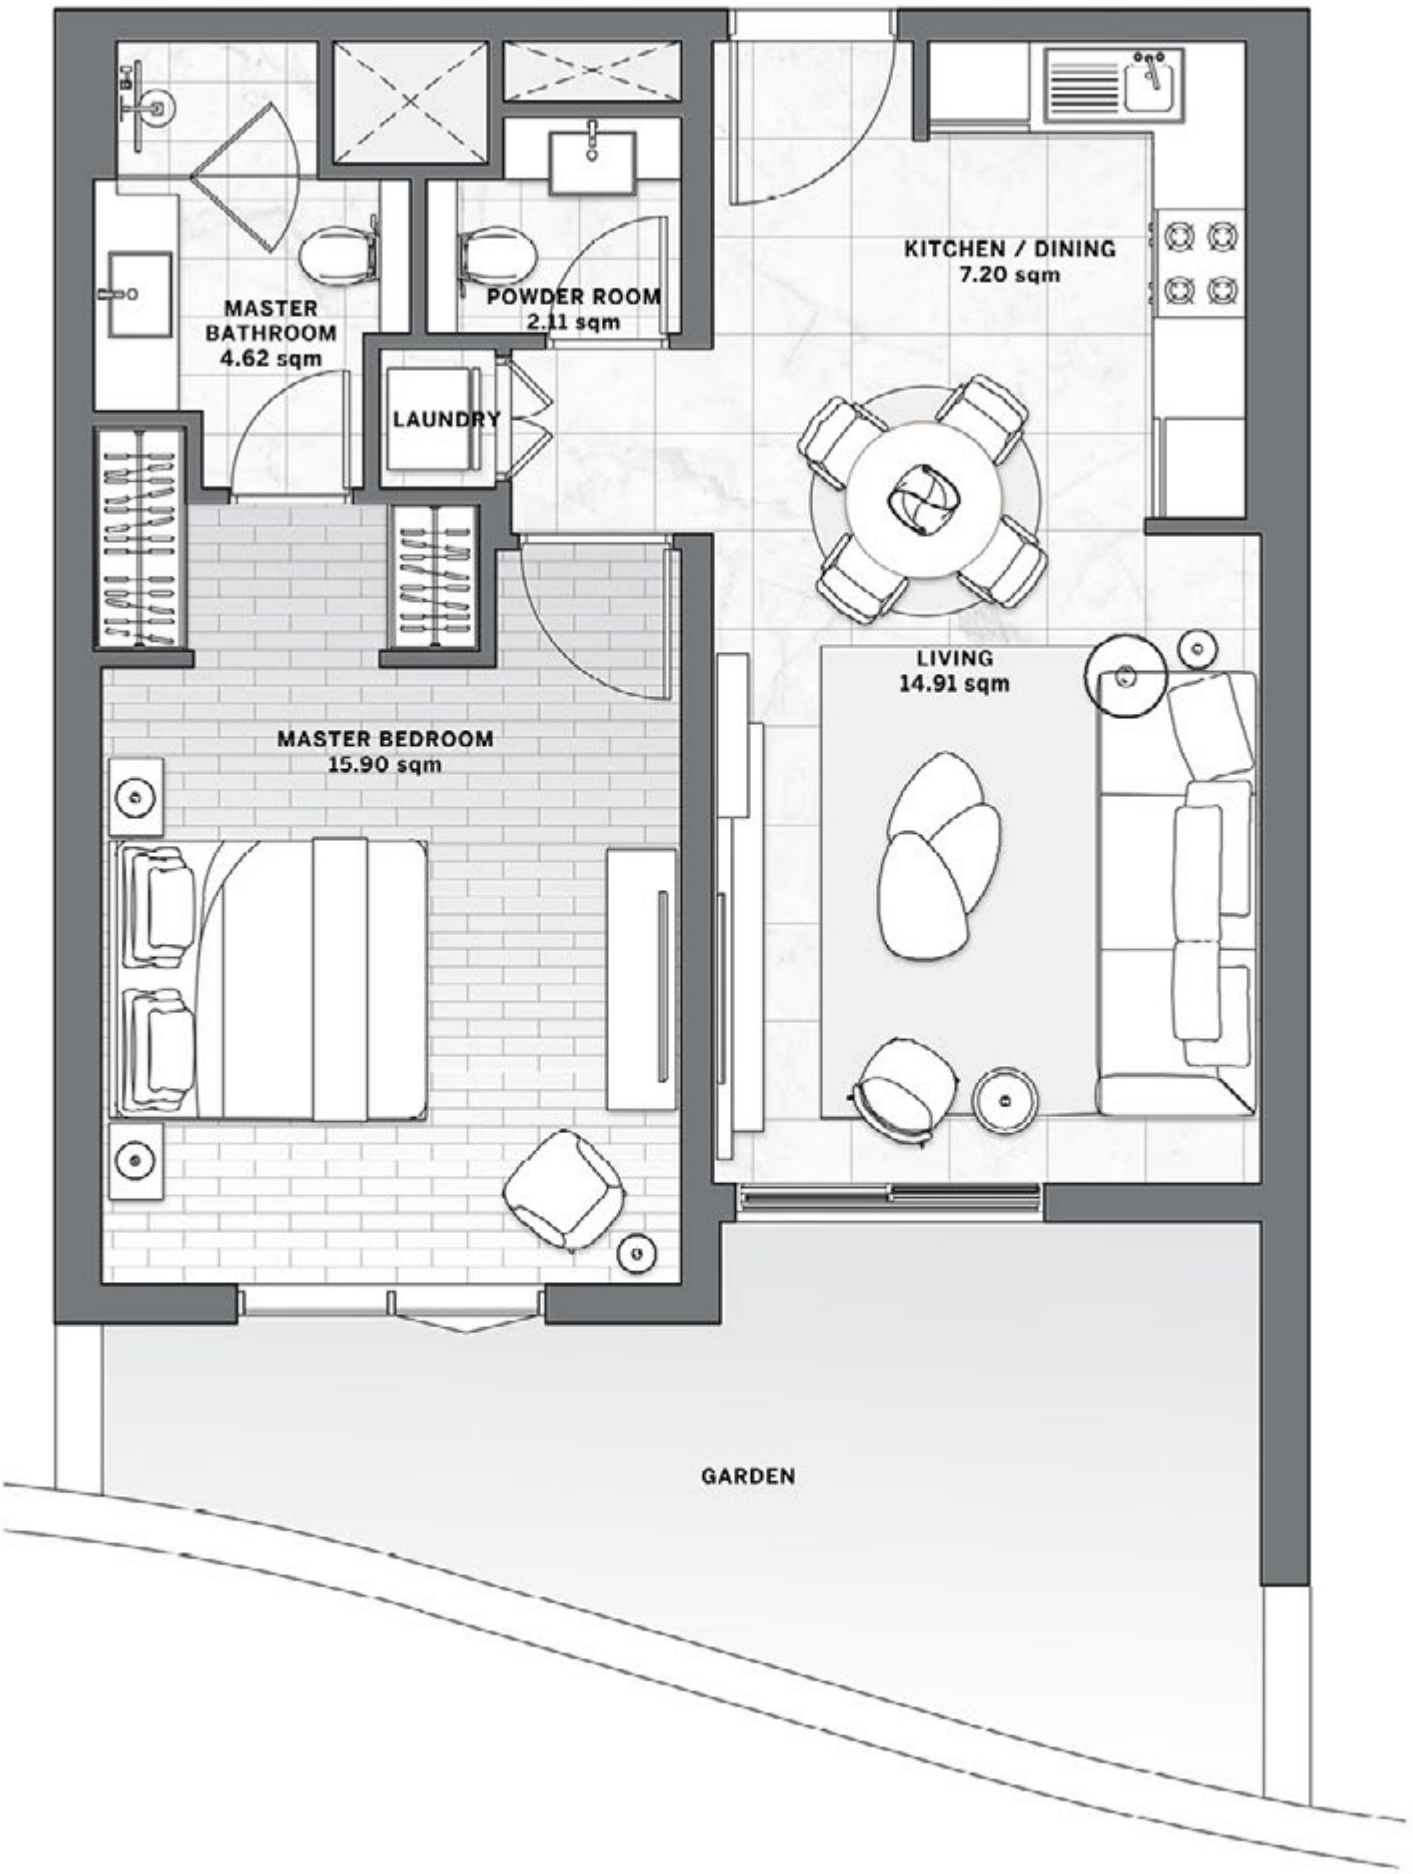 KITCHEN / DINING
7.20 sqm
POWDER ROOM
2.11 sqm
MASTER
BATHROOM
4.62 sqm
LAUNDRY
LIVING
14.91 sqm
MASTER BEDROOM
15.90 sqm
GARDEN